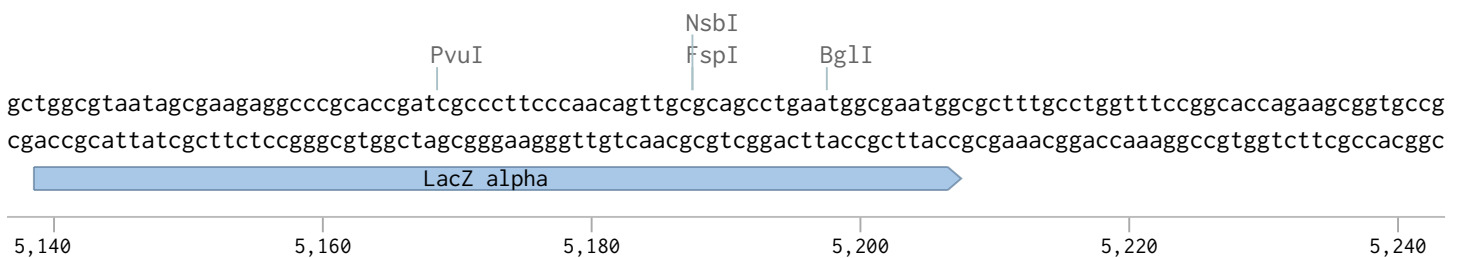 NsbI
PvuI FspI BglI
gctggcgtaatagcgaagaggcccgcaccgatcgcccttcccaacagttgcgcagcctgaatggcgaatggcgctttgcctggtttccggcaccagaagcggtgccg
cgaccgcattatcgcttctccgggcgtggctagcgggaagggttgtcaacgcgtcggacttaccgcttaccgcgaaacggaccaaaggccgtggtcttcgccacggc
LacZ alpha
5,140 5,160 5,180 5,200 5,220 5,240